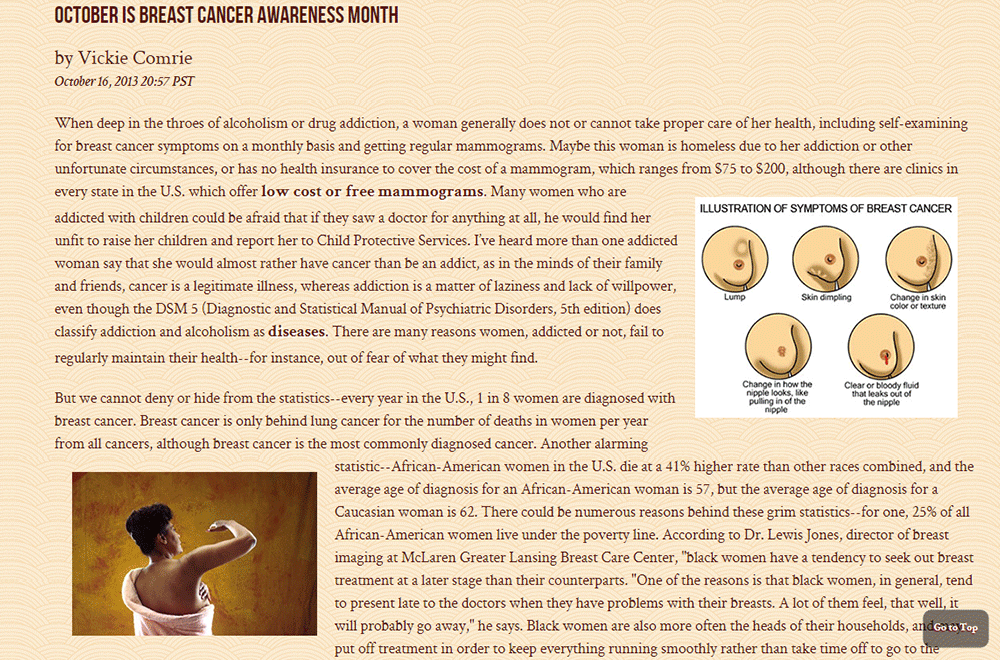 OCTOBER IS BREAST CANCER AWARENESS MONTH
by Vickie Comrie
October 16, 2013 20:57 PST
When deep in the throes of alcoholism or drug addiction, a woman generally does not or cannot take proper care of her health, including self-examining
for breast cancer symptoms on a monthly basis and getting regular mammograms. Maybe this woman is homeless due to her addiction or other
unfortunate circumstances, or has no health insurance to cover the cost of a mammogram, which ranges from $75 to $200, although there are clinics in
every state in the U.S. which offer low cost or free mammograms. Many women who are
addicted with children could be afraid that if they saw a doctor for anything at all, he would find her
unfit to raise her children and report her to Child Protective Services. I've heard more than one addicted
woman say that she would almost rather have cancer than be an addict, as in the minds of their family
and friends, cancer is a legitimate illness, whereas addiction is a matter of laziness and lack of willpower,
even though the DSM 5 (Diagnostic and Statistical Manual of Psychiatric Disorders, 5th edition) does
classify addiction and alcoholism as diseases. There are many reasons women, addicted or not, fail to
regularly maintain their health--for instance, out of fear of what they might find.
ILLUSTRATION OF SYMPTOMS OF BREAST CANCER
Lump
Skin dimpling
Change in skin
color or texture
Change in how the
nipple looks, like
pulling in of the
nipple
Clear or bloody fluid
that leaks out of
the nipple
But we cannot deny or hide from the statistics--every year in the U.S., 1 in 8 women are diagnosed with
breast cancer. Breast cancer is only behind lung cancer for the number of deaths in women per year
from all cancers, although breast cancer is the most commonly diagnosed cancer. Another alarming
statistic--African-American women in the U.S. die at a 41% higher rate than other races combined, and the
average age of diagnosis for an African-American woman is 57, but the average age of diagnosis for a
Caucasian woman is 62. There could be numerous reasons behind these grim statistics--for one, 25% of all
African-American women live under the poverty line. According to Dr. Lewis Jones, director of breast
imaging at McLaren Greater Lansing Breast Care Center, "black women have a tendency to seek out breast
treatment at a later stage than their counterparts. "One of the reasons is that black women, in general, tend
to present late to the doctors when they have problems with their breasts. A lot of them feel, that well, it
will probably go away," he says. Black women are also more often the heads of their households, and
put off treatment in order to keep everything running smoothly rather than take time off to go to the
Go to Top